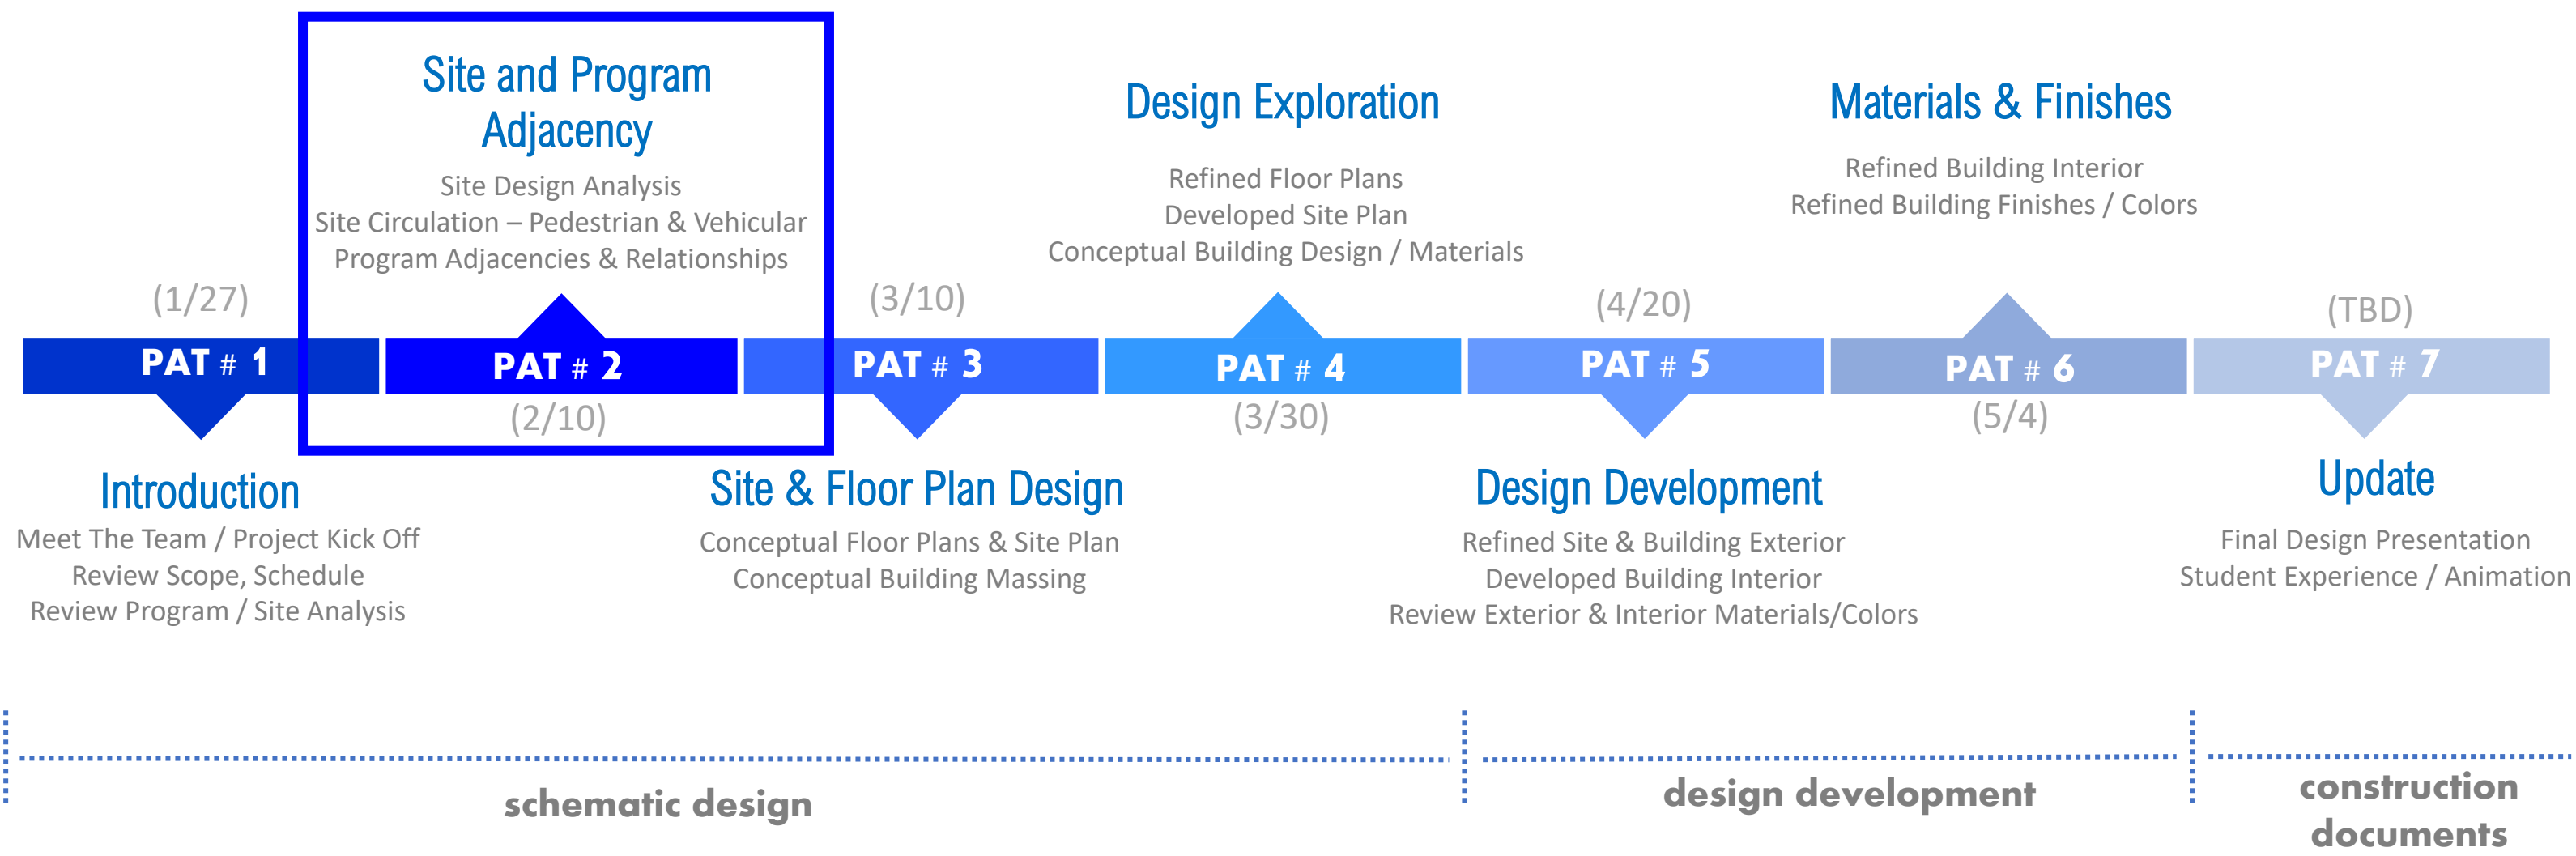 (1/27)
PAT # 1
Introduction
Meet The Team / Project Kick Off
Review Scope, Schedule
Review Program / Site Analysis
Site and Program
Adjacency
Site Design Analysis
Site Circulation – Pedestrian & Vehicular
Program Adjacencies & Relationships
PAT # 2
(2/10)
(3/10)
PAT # 3
Site & Floor Plan Design
Conceptual Floor Plans & Site Plan
Conceptual Building Massing
Design Exploration
Refined Floor Plans
Developed Site Plan
Conceptual Building Design / Materials
PAT # 4
(3/30)
(4/20)
PAT # 5
Design Development
Refined Site & Building Exterior
Developed Building Interior
Review Exterior & Interior Materials/Colors
Materials & Finishes
Refined Building Interior
Refined Building Finishes / Colors
PAT # 6
(5/4)
(TBD)
PAT # 7
Update
Final Design Presentation
Student Experience / Animation
schematic design
design development
construction
documents